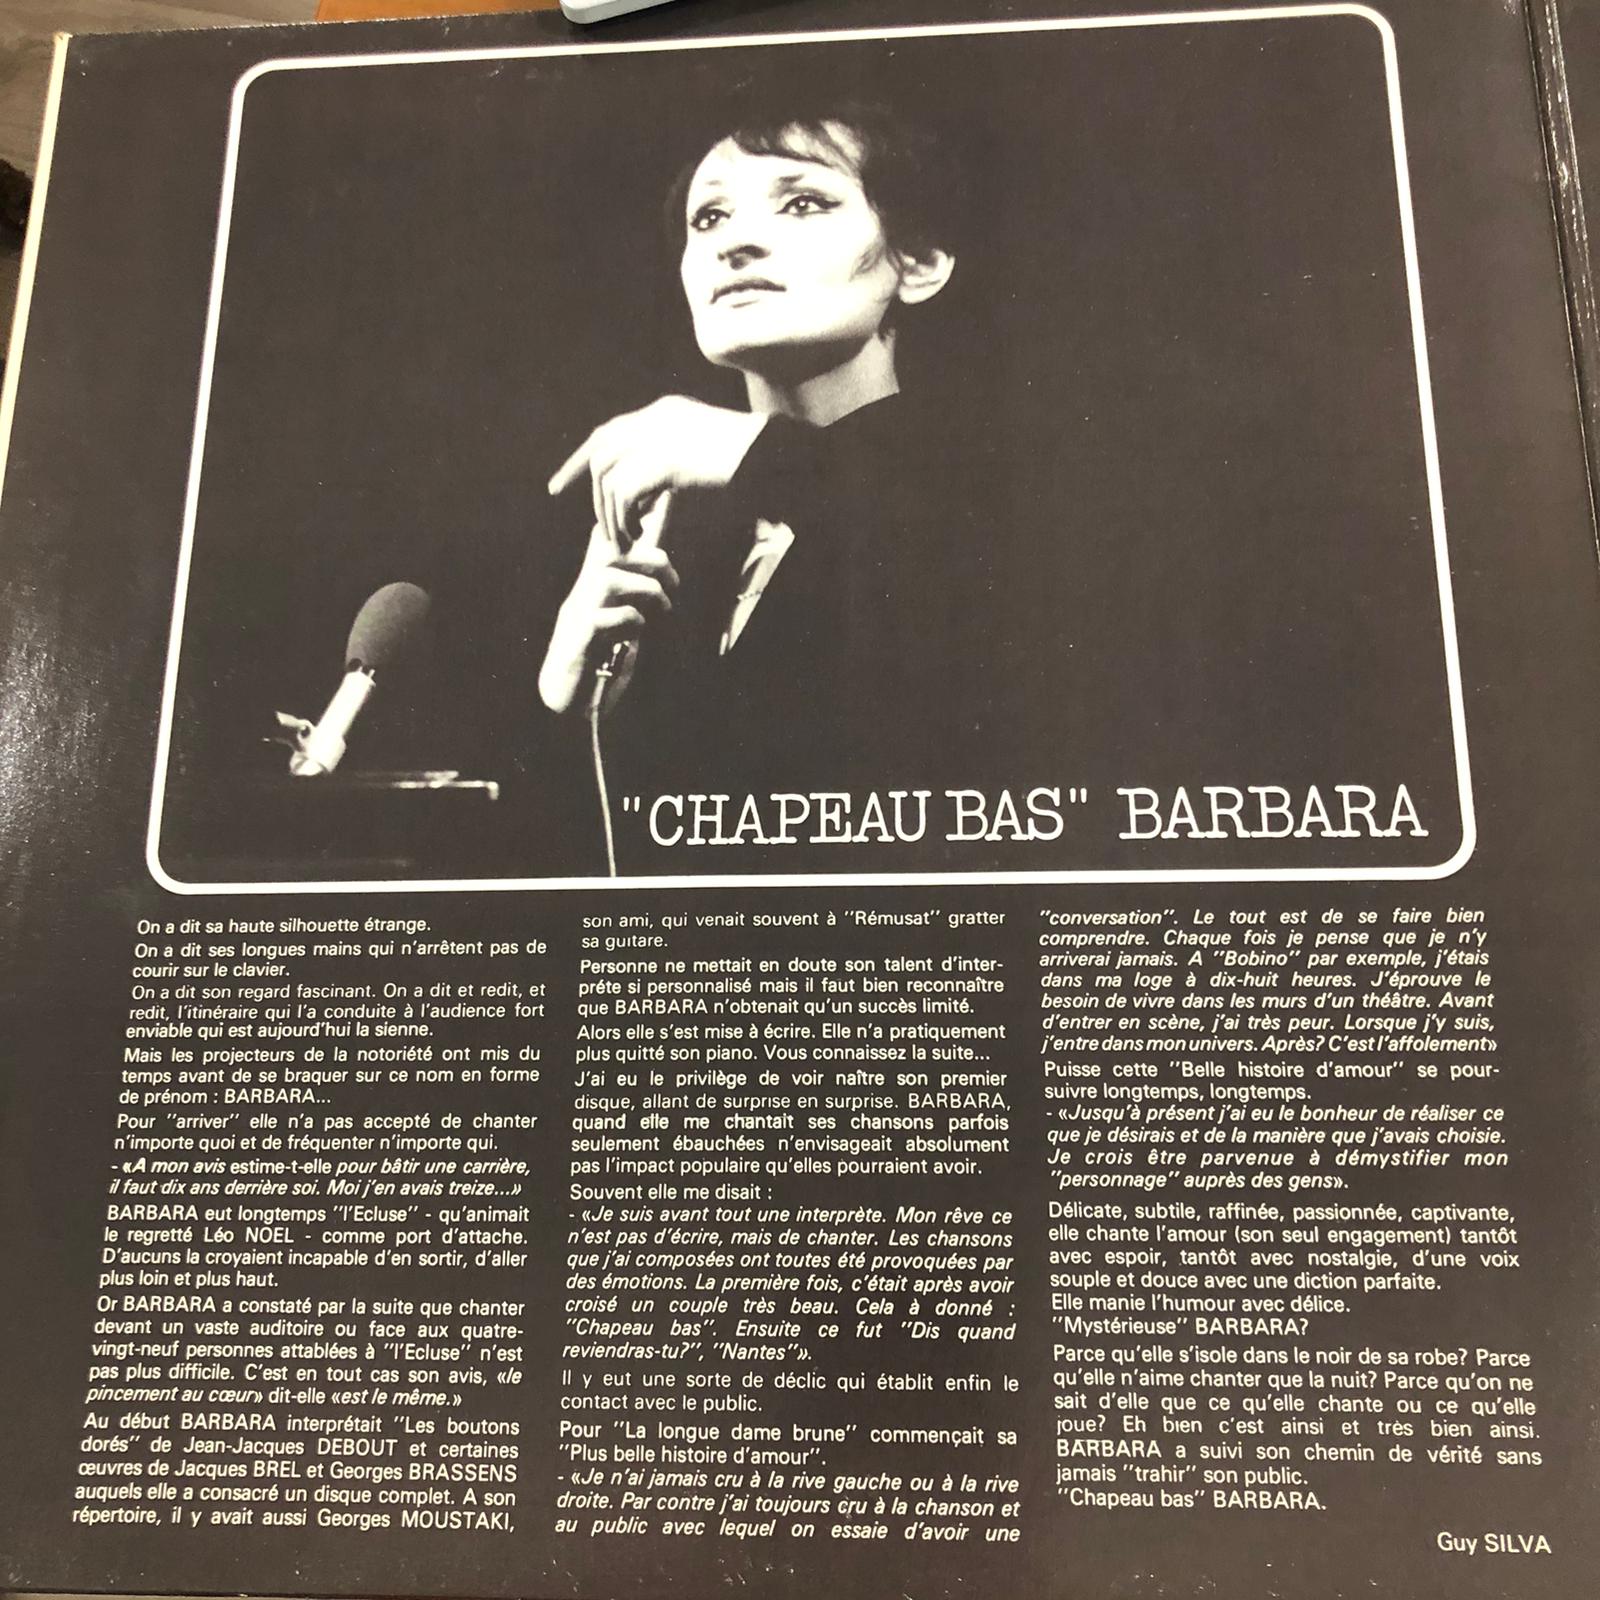 "CHAPEAU BAS" BARBARA
On a dit sa haute silhouette étrange.
On a dit ses longues mains qui n'arrêtent pas de
courir sur le clavier.
On a dit son regard fascinant. On a dit et redit, et
redit, l'itinéraire qui l'a conduite à l'audience fort
enviable qui est aujourd'hui la sienne.
Mais les projecteurs de la notoriété ont mis du
temps avant de se braquer sur ce nom en forme
de prénom : BARBARA...
Pour "arriver" elle n'a pas accepté de chanter
n'importe quoi et de fréquenter n'importe qui.
- «A mon avis estime-t-elle pour bâtir une carrière,
il faut dix ans derrière soi. Moi j'en avais treize...»
BARBARA eut longtemps "l'Ecluse" - qu'animait
le regretté Léo NOEL - comme port d'attache.
D'aucuns la croyaient incapable d'en sortir, d'aller
plus loin et plus haut.
Or BARBARA a constaté par la suite que chanter
devant un vaste auditoire ou face aux quatre-
vingt-neuf personnes attablées à "l'Ecluse" n'est
pas plus difficile. C'est en tout cas son avis, «le
pincement au cœur» dit-elle «est le même.»
Au début BARBARA interprétait "Les boutons
dorés" de Jean-Jacques DEBOUT et certaines
œuvres de Jacques BREL et Georges BRASSENS
auquels elle a consacré un disque complet. A son
répertoire, il y avait aussi Georges MOUSTAKI,
son ami, qui venait souvent à "Rémusat" gratter
sa guitare.
Personne ne mettait en doute son talent d'inter-
préte si personnalisé mais il faut bien reconnaître
que BARBARA n'obtenait qu'un succès limité.
Alors elle s'est mise à écrire. Elle n'a pratiquement
plus quitté son piano. Vous connaissez la suite...
J'ai eu le privilège de voir naître son premier
disque, allant de surprise en surprise. BARBARA,
quand elle me chantait ses chansons parfois
seulement ébauchées n'envisageait absolument
pas l'impact populaire qu'elles pourraient avoir.
Souvent elle me disait :
- «Je suis avant tout une interprète. Mon rêve ce
n'est pas d'écrire, mais de chanter. Les chansons
que j'ai composées ont toutes été provoquées par
des émotions. La première fois, c'était après avoir
croisé un couple très beau. Cela à donné :
"Chapeau bas". Ensuite ce fut "Dis quand
reviendras-tu?", "Nantes"».
Il y eut une sorte de déclic qui établit enfin le
contact avec le public.
Pour "La longue dame brune" commençait sa
"Plus belle histoire d'amour".
- «Je n'ai jamais cru à la rive gauche ou à la rive
droite. Par contre j'ai toujours cru à la chanson et
au public avec lequel on essaie d'avoir une
"conversation". Le tout est de se faire bien
comprendre. Chaque fois je pense que je n'y
arriverai jamais. A "Bobino" par exemple, j'étais
dans ma loge à dix-huit heures. J'éprouve le
besoin de vivre dans les murs d'un théâtre. Avant
d'entrer en scène, j'ai très peur. Lorsque j'y suis,
j'entre dans mon univers. Après? C'est l'affolement»
Puisse cette "Belle histoire d'amour" se pour-
suivre longtemps, longtemps.
- «Jusqu'à présent j'ai eu le bonheur de réaliser ce
que je désirais et de la manière que j'avais choisie.
Je crois être parvenue à démystifier mon
"personnage" auprès des gens».
Délicate, subtile, raffinée, passionnée, captivante,
elle chante l'amour (son seul engagement) tantôt
avec espoir, tantôt avec nostalgie, d'une voix
souple et douce avec une diction parfaite.
Elle manie l'humour avec délice.
"Mystérieuse" BARBARA?
Parce qu'elle s'isole dans le noir de sa robe? Parce
qu'elle n'aime chanter que la nuit? Parce qu'on ne
sait d'elle que ce qu'elle chante ou ce qu'elle
joue? Eh bien c'est ainsi et très bien ainsi.
BARBARA a suivi son chemin de vérité sans
jamais "trahir" son public.
"Chapeau bas" BARBARA.
Guy SILVA